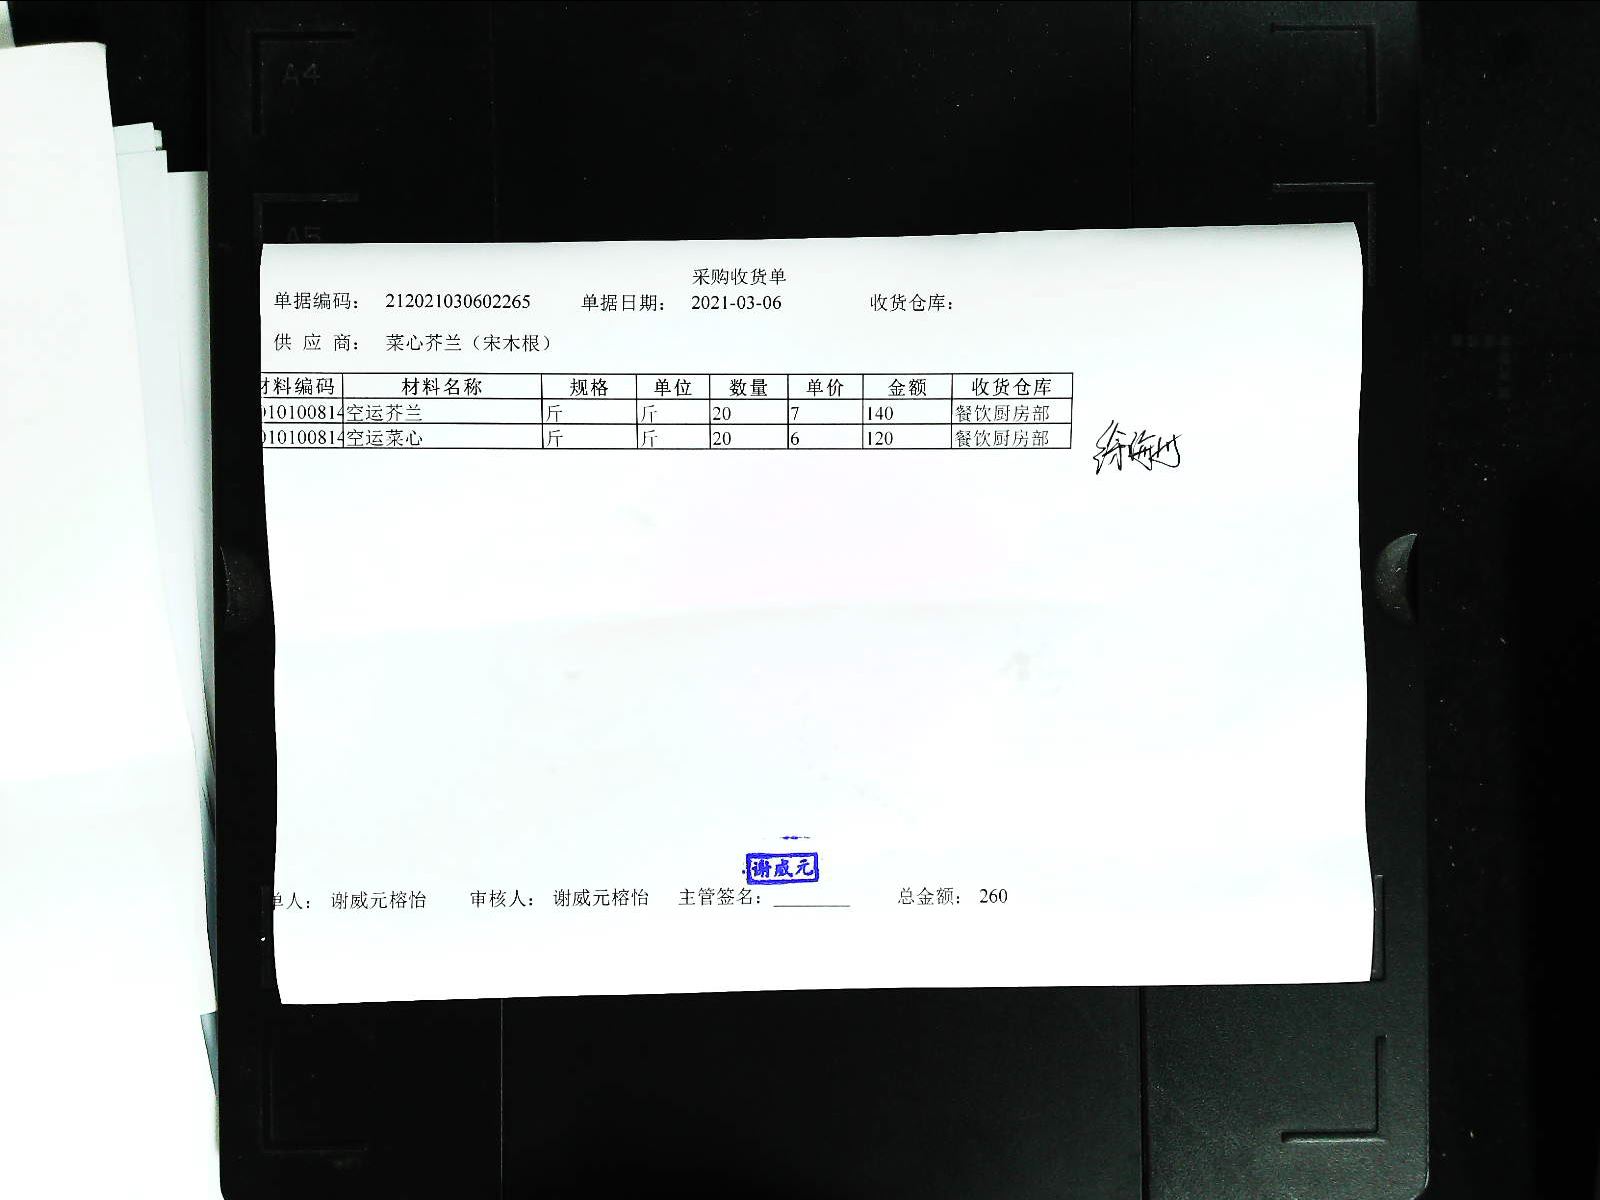 A4
A5
采购收货单
单据编码： 212021030602265 单据日期： 2021-03-06 收货仓库：
供 应 商： 菜心芥兰（宋木根）
材料编码 材料名称 规格 单位 数量 单价 金额 收货仓库
010100814 空运芥兰 斤 斤 20 7 140 餐饮厨房部
010100814 空运菜心 斤 斤 20 6 120 餐饮厨房部
谢威元
单人： 谢威元榕怡 审核人： 谢威元榕怡 主管签名： 总金额： 260